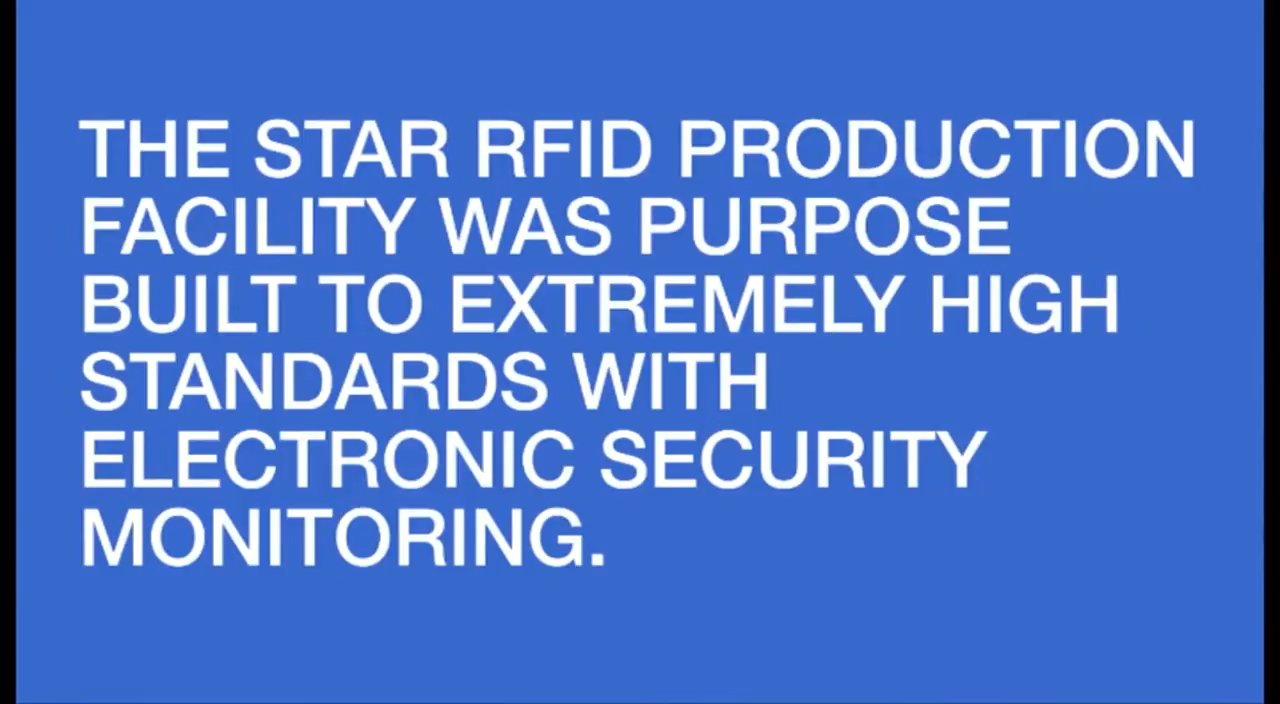 THE STAR RFID PRODUCTION
FACILITY WAS PURPOSE
BUILT TO EXTREMELY HIGH
STANDARDS WITH
ELECTRONIC SECURITY
MONITORING.